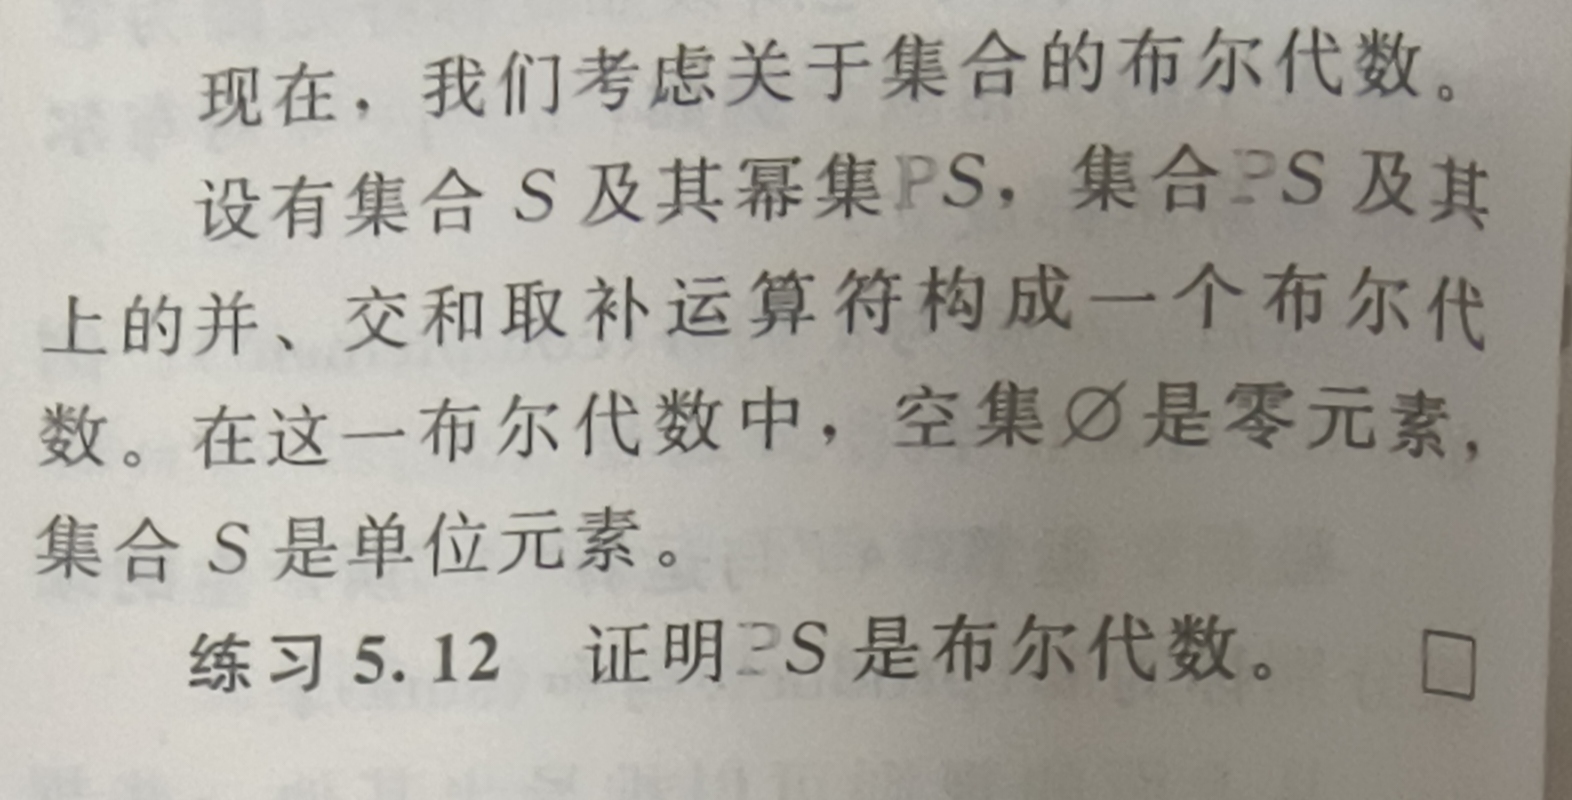 现在，我们考虑关于集合的布尔代数。
设有集合 S 及其幂集 PS，集合 PS 及其
上的并、交和取补运算符构成一个布尔代
数。在这一布尔代数中，空集∅是零元素，
集合 S 是单位元素。
练习 5.12 证明 PS 是布尔代数。 □